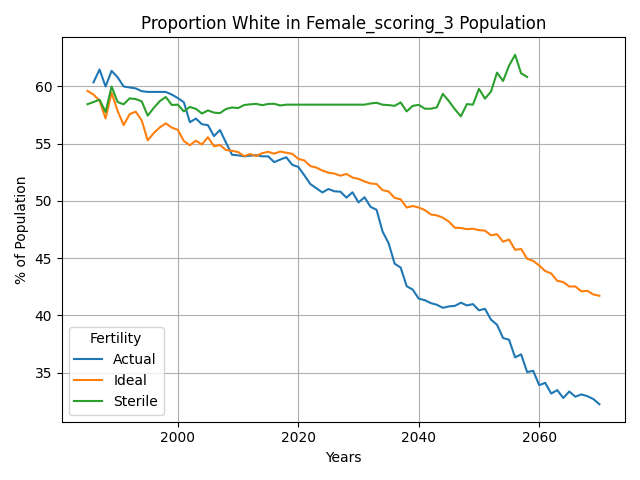 Proportion White in Female_scoring_3 Population
% of Population
60
55
50
45
40
35
Fertility
Actual
Ideal
Sterile
2000
2020
2040
2060
Years